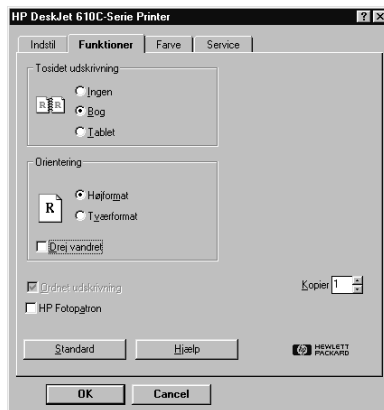 HP DeskJet 610C-Serie Printer
Indstil Funktioner Farve Service
Tosidet udskrivning
Ingen
R R Bog
Tablet
Orientering
R Højformat
Tværformat
Drej vandret
Ordnet udskrivning Kopier 1
HP Fotopatron
Standard Hjælp hp HEWLETT
PACKARD
OK Cancel